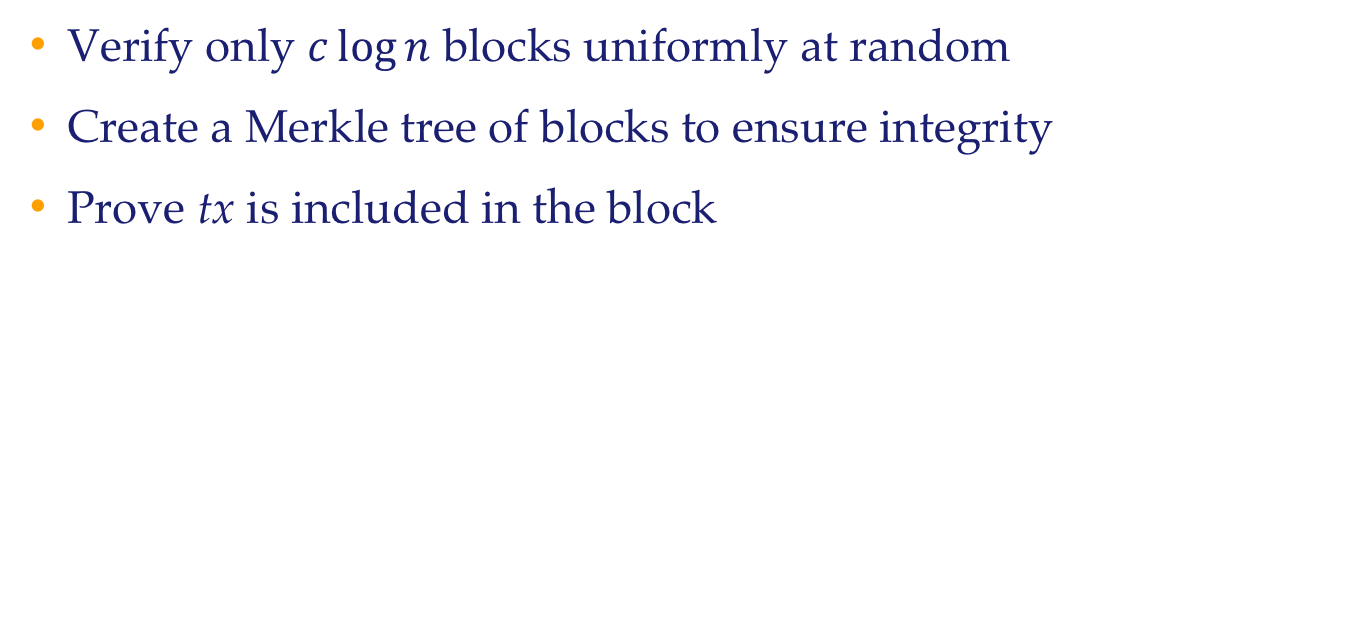 • Verify only c log n blocks uniformly at random
• Create a Merkle tree of blocks to ensure integrity
• Prove tx is included in the block